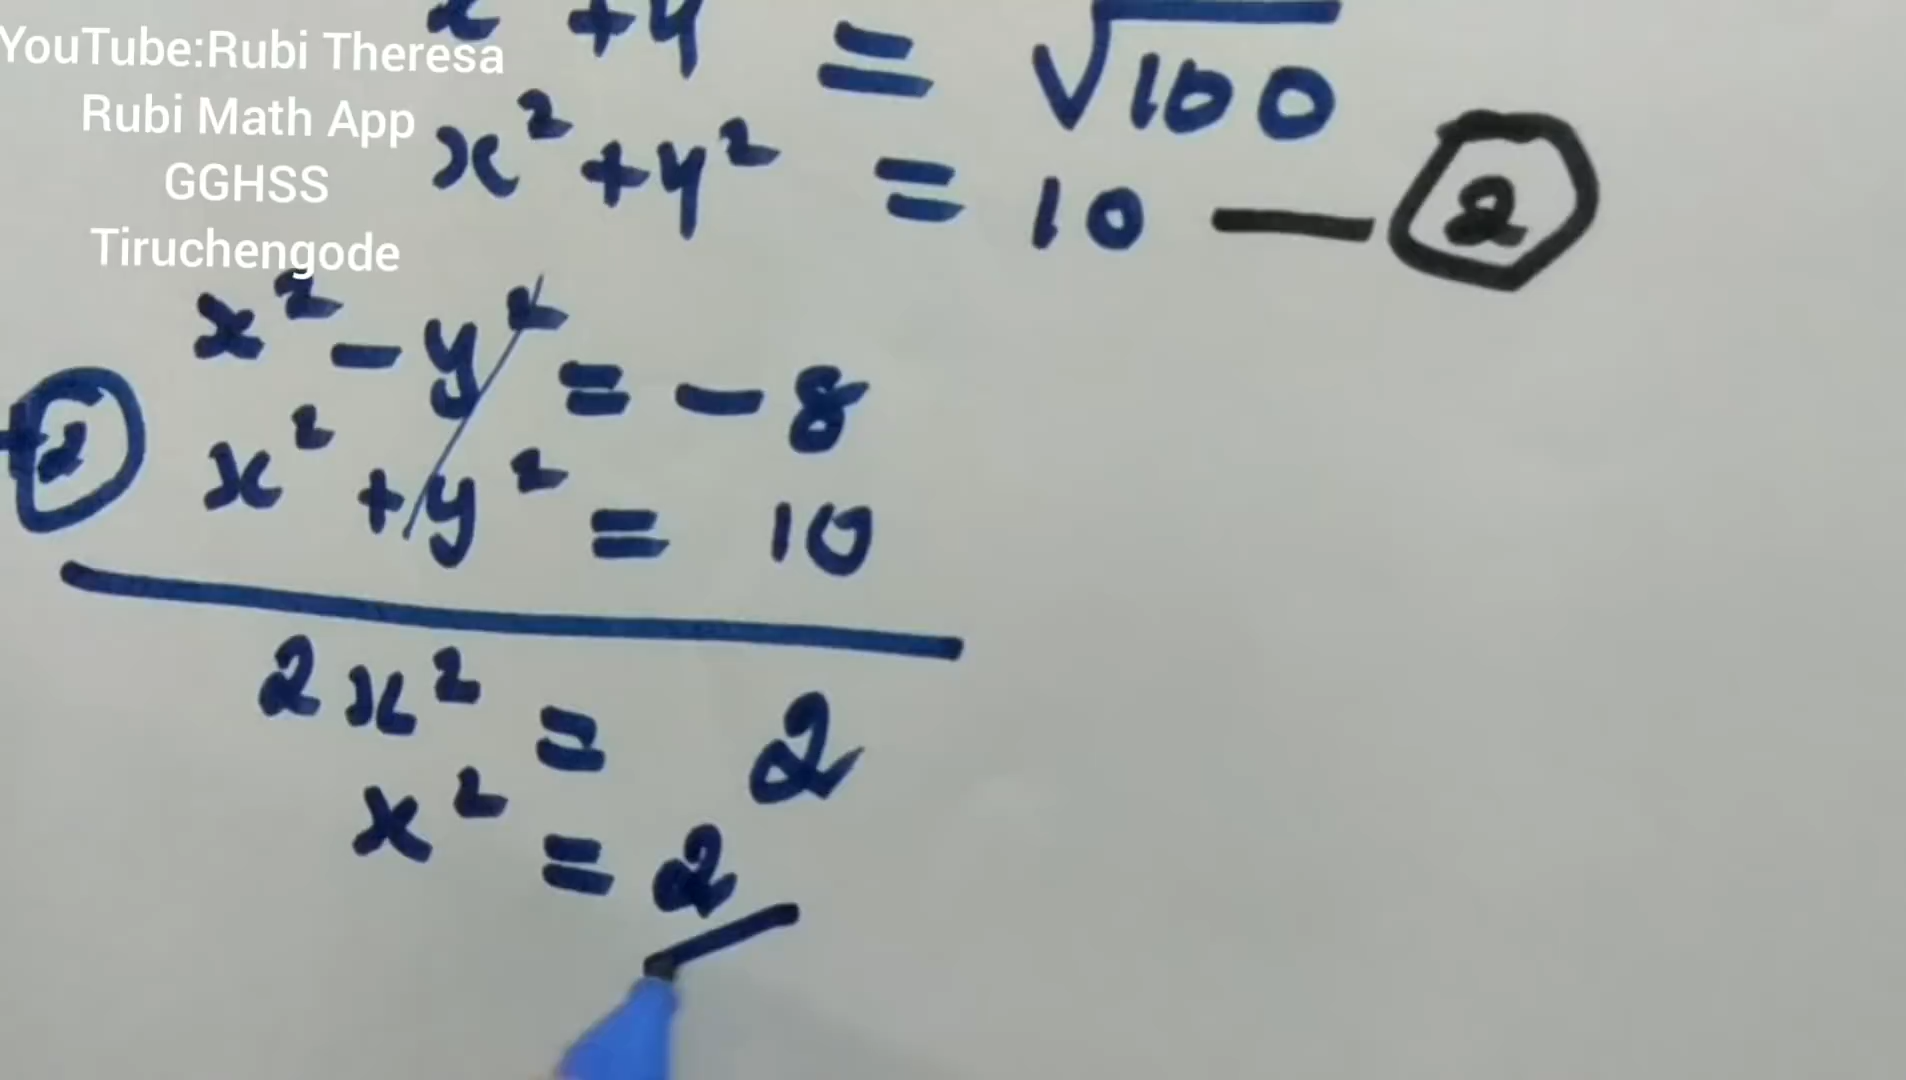 YouTube:Rubi Theresa
Rubi Math App
GGHSS
Tiruchengode
x² + y² = √100
x² + y² = 10 — ②
x² - y² = - 8
② x² + y² = 10
2x² = 2
x² = 2